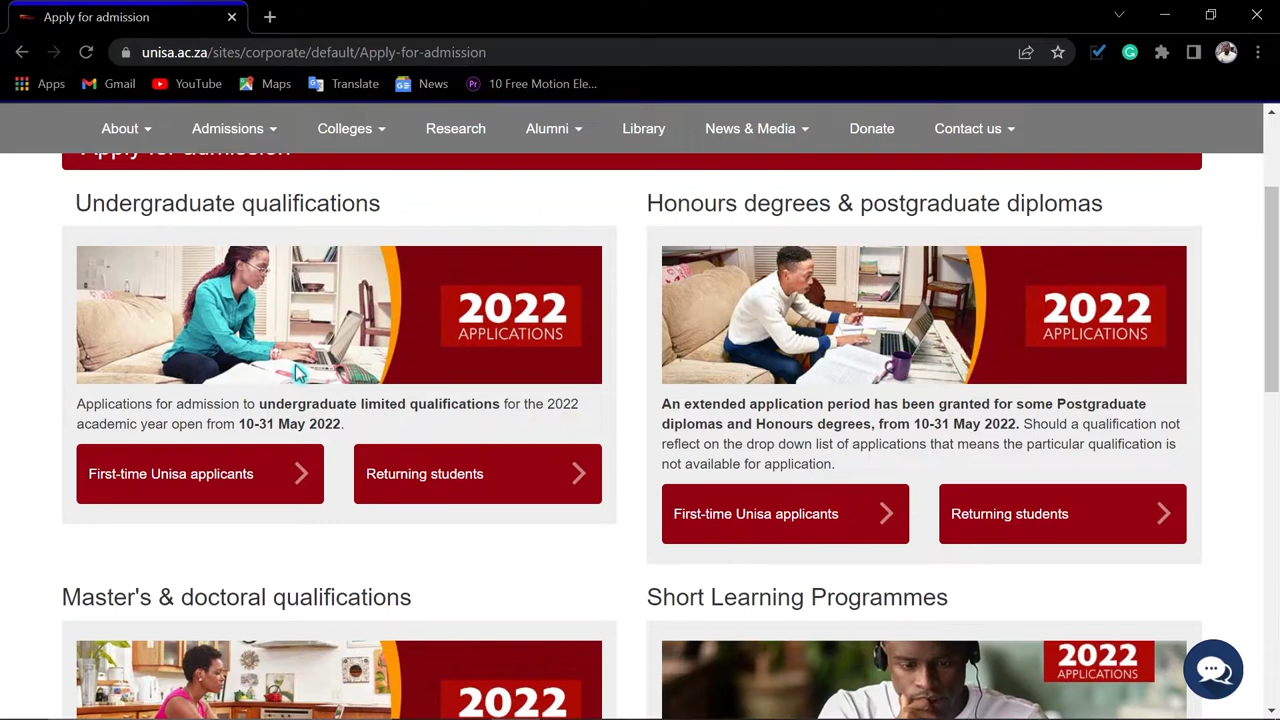 Apply for admission
unisa.ac.za/sites/corporate/default/Apply-for-admission
Apps
Gmail
YouTube
Maps
Translate
News
Pr
10 Free Motion Ele...
About
Admissions
Colleges
Research
Alumni
Library
News & Media
Donate
Contact us
Apply for admission
Undergraduate qualifications
2022
APPLICATIONS
Applications for admission to undergraduate limited qualifications for the 2022
academic year open from 10-31 May 2022.
First-time Unisa applicants
Returning students
Honours degrees & postgraduate diplomas
2022
APPLICATIONS
An extended application period has been granted for some Postgraduate
diplomas and Honours degrees, from 10-31 May 2022. Should a qualification not
reflect on the drop down list of applications that means the particular qualification is
not available for application.
First-time Unisa applicants
Returning students
Master's & doctoral qualifications
2022
Short Learning Programmes
2022
APPLICATIONS